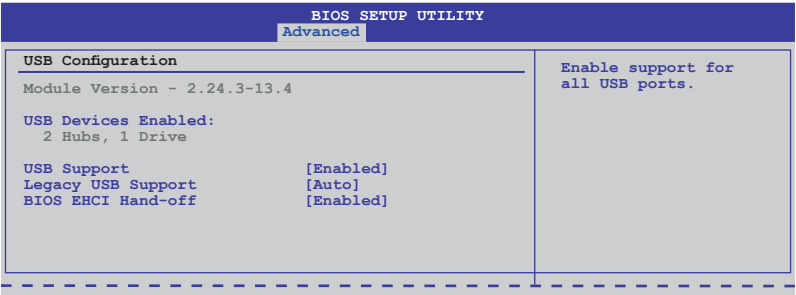 BIOS SETUP UTILITY
Advanced
USB Configuration
Module Version - 2.24.3-13.4
USB Devices Enabled:
2 Hubs, 1 Drive
USB Support [Enabled]
Legacy USB Support [Auto]
BIOS EHCI Hand-off [Enabled]
Enable support for
all USB ports.